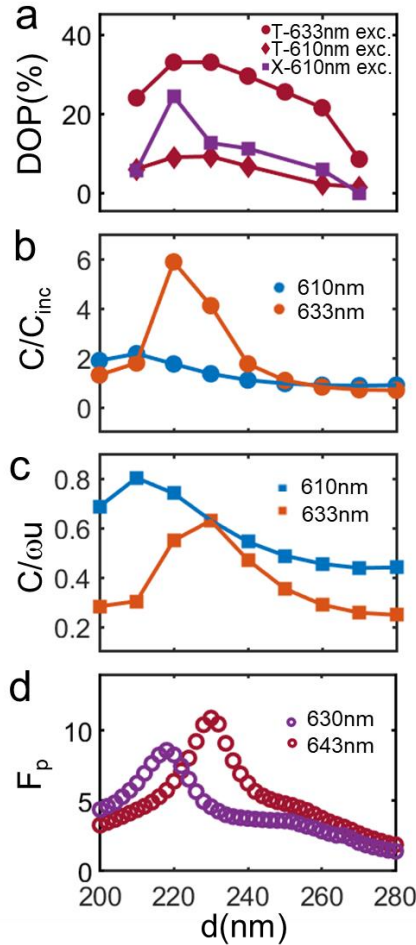 a
DOP(%)
40
20
0
T-633nm exc.
T-610nm exc.
X-610nm exc.
b
C/C_inc
6
4
2
0
610nm
633nm
c
C/ωu
0.8
0.6
0.4
0.2
610nm
633nm
d
F_p
10
5
0
630nm
643nm
200 220 240 260 280
d(nm)